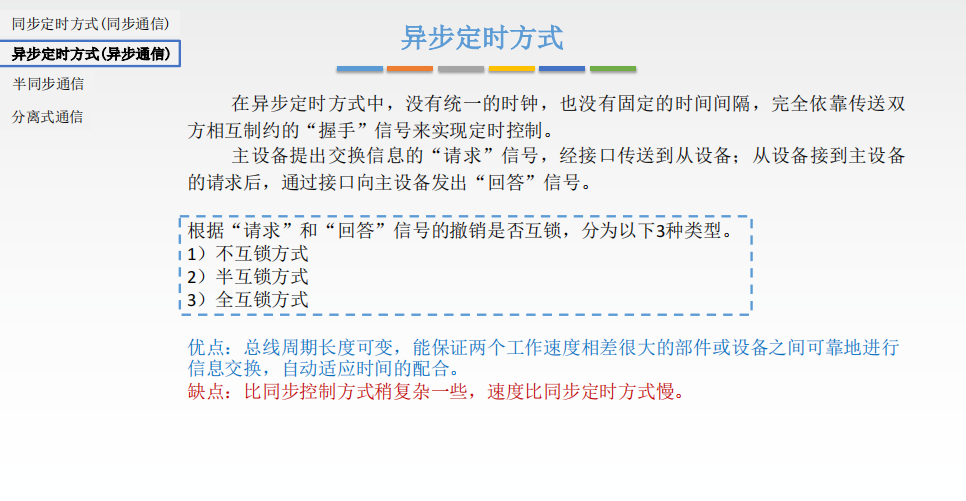 同步定时方式(同步通信)
异步定时方式(异步通信)
半同步通信
分离式通信
异步定时方式
在异步定时方式中，没有统一的时钟，也没有固定的时间间隔，完全依靠传送双
方相互制约的“握手”信号来实现定时控制。
主设备提出交换信息的“请求”信号，经接口传送到从设备；从设备接到主设备
的请求后，通过接口向主设备发出“回答”信号。
根据“请求”和“回答”信号的撤销是否互锁，分为以下3种类型。
1）不互锁方式
2）半互锁方式
3）全互锁方式
优点：总线周期长度可变，能保证两个工作速度相差很大的部件或设备之间可靠地进行
信息交换，自动适应时间的配合。
缺点：比同步控制方式稍复杂一些，速度比同步定时方式慢。